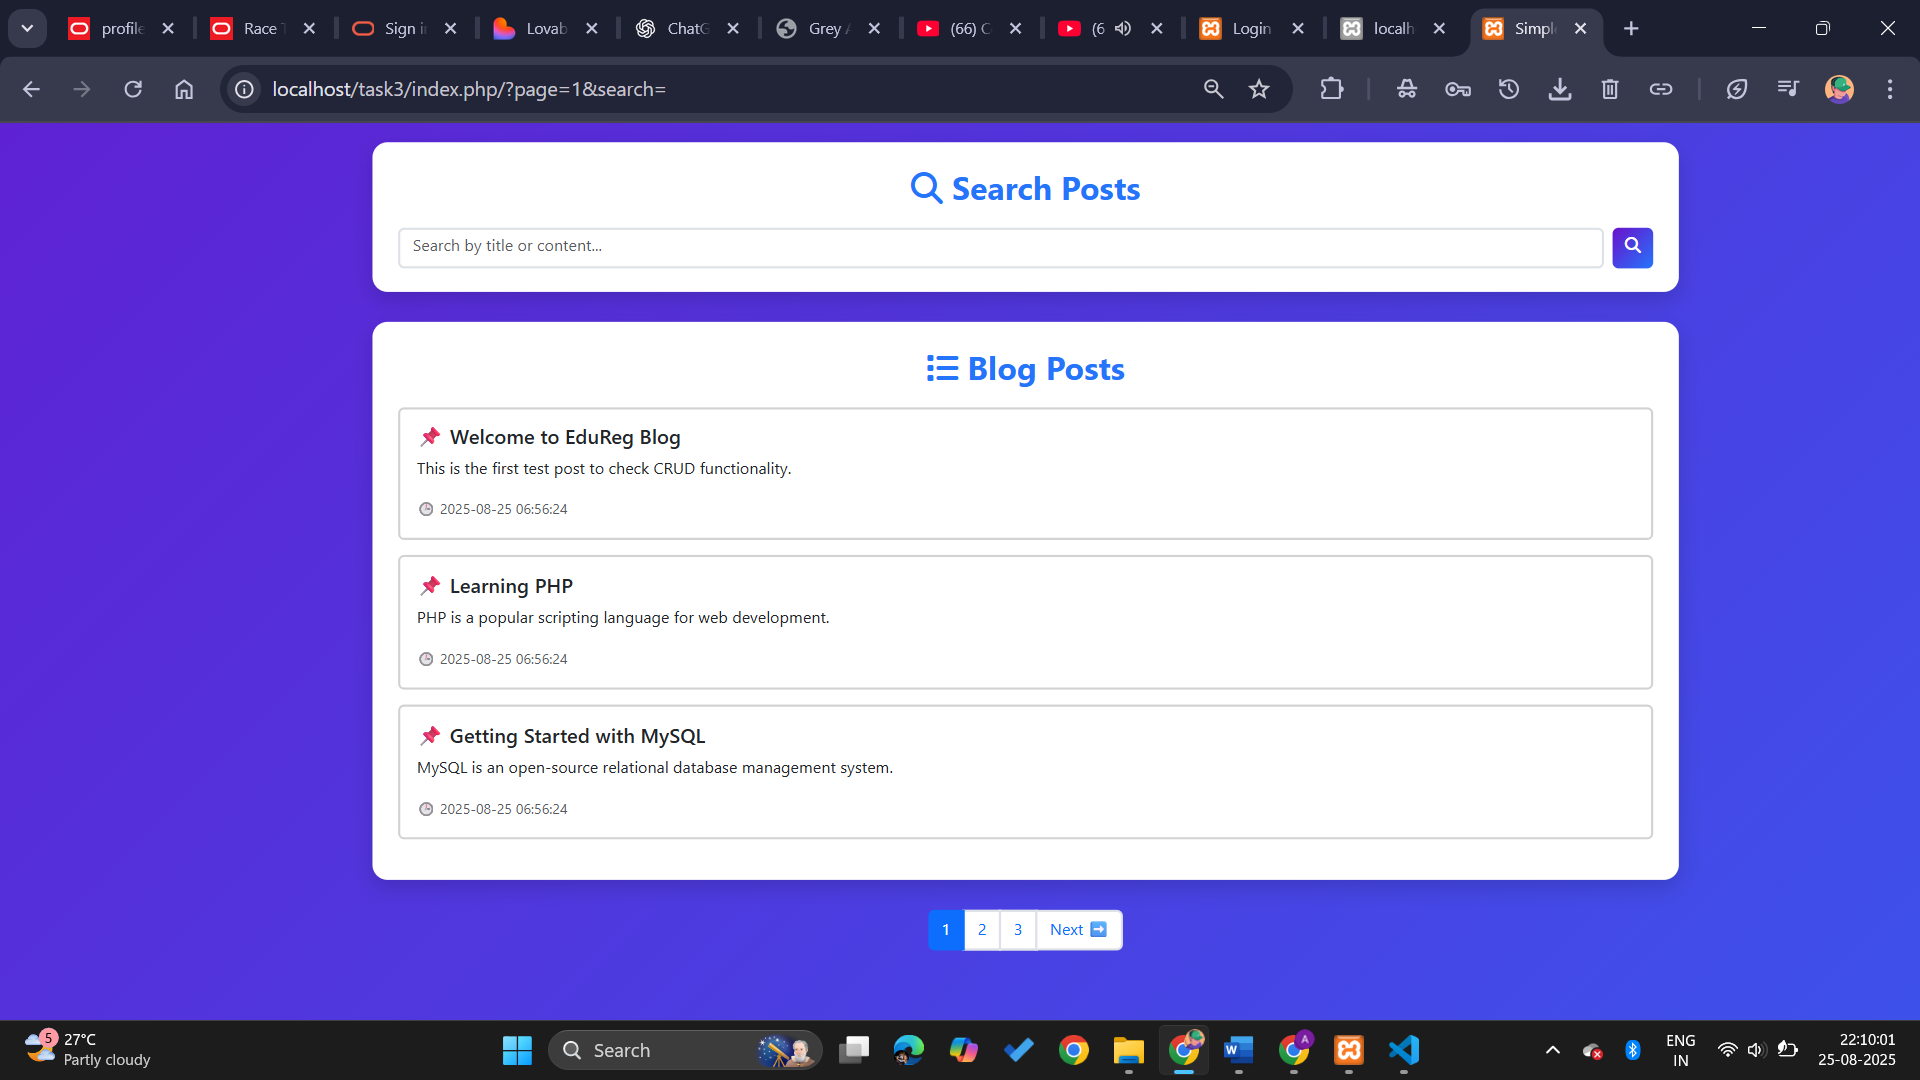 profile
Race T
Sign i
Lovab
ChatG
Grey A
(66) C
(6
Login
localh
Simple
localhost/task3/index.php/?page=1&search=
Search Posts
Search by title or content...
Blog Posts
Welcome to EduReg Blog
This is the first test post to check CRUD functionality.
2025-08-25 06:56:24
Learning PHP
PHP is a popular scripting language for web development.
2025-08-25 06:56:24
Getting Started with MySQL
MySQL is an open-source relational database management system.
2025-08-25 06:56:24
1 2 3 Next
5
27°C
Partly cloudy
Search
W
A
ENG
IN
22:10:01
25-08-2025